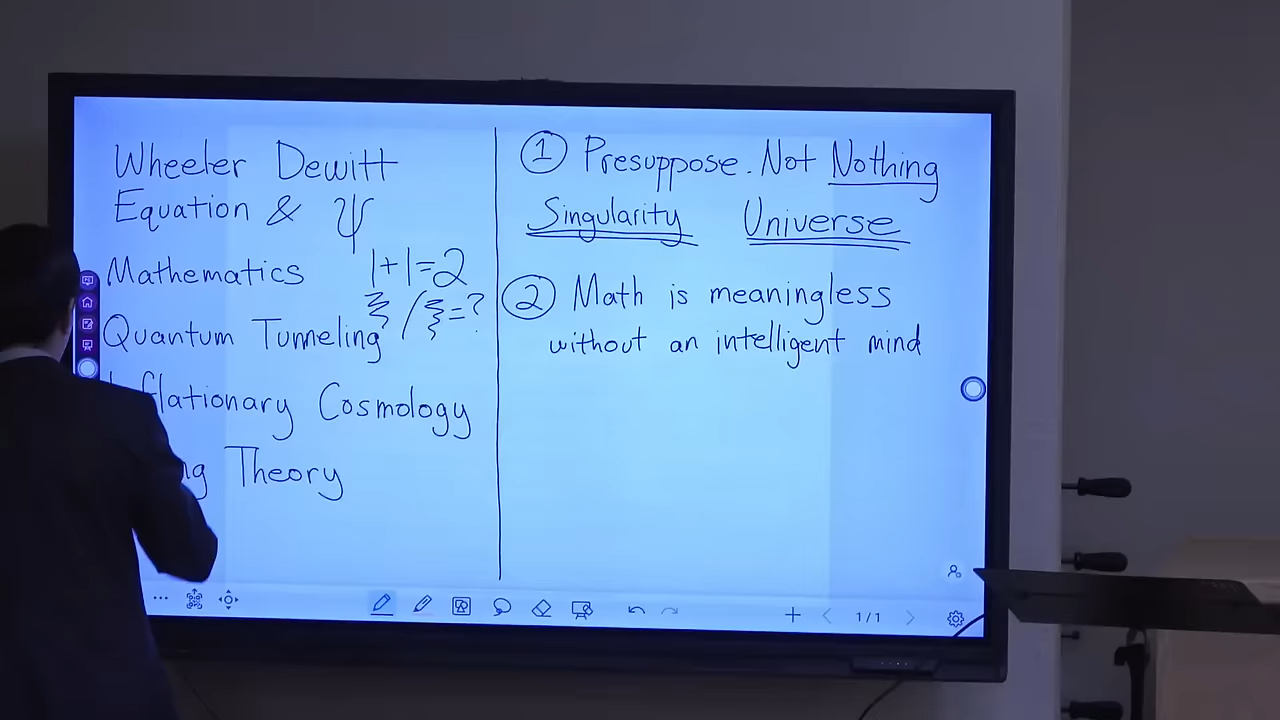 Wheeler Dewitt
Equation & ψ
Mathematics 1+1=2
Quantum Tunneling
flationary Cosmology
ng Theory
① Presuppose. Not Nothing
Singularity Universe
② Math is meaningless
without an intelligent mind
1/1